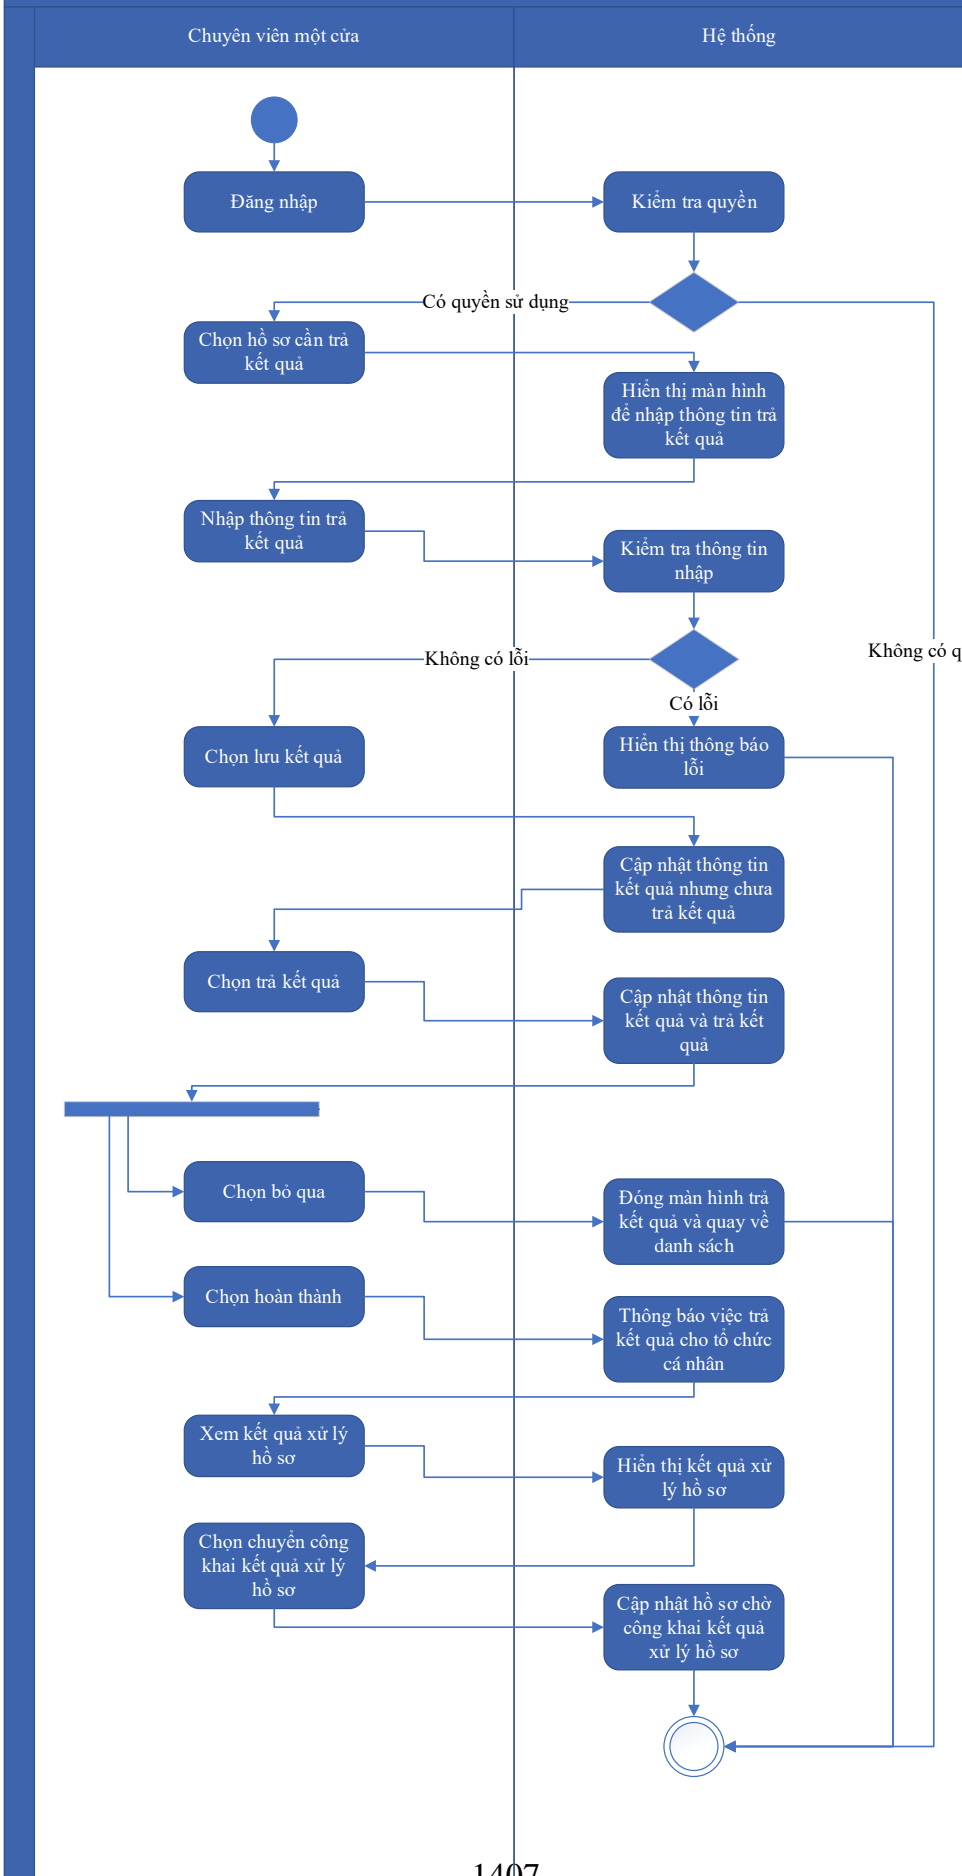 Chuyên viên một cửa
Hệ thống
Đăng nhập
Kiểm tra quyền
Có quyền sử dụng
Chọn hồ sơ cần trả
kết quả
Hiển thị màn hình
để nhập thông tin trả
kết quả
Nhập thông tin trả
kết quả
Kiểm tra thông tin
nhập
Không có lỗi
Không có q
Có lỗi
Chọn lưu kết quả
Hiển thị thông báo
lỗi
Cập nhật thông tin
kết quả nhưng chưa
trả kết quả
Chọn trả kết quả
Cập nhật thông tin
kết quả và trả kết
quả
Chọn bỏ qua
Đóng màn hình trả
kết quả và quay về
danh sách
Chọn hoàn thành
Thông báo việc trả
kết quả cho tổ chức
cá nhân
Xem kết quả xử lý
hồ sơ
Hiển thị kết quả xử
lý hồ sơ
Chọn chuyển công
khai kết quả xử lý
hồ sơ
Cập nhật hồ sơ chờ
công khai kết quả
xử lý hồ sơ
1407